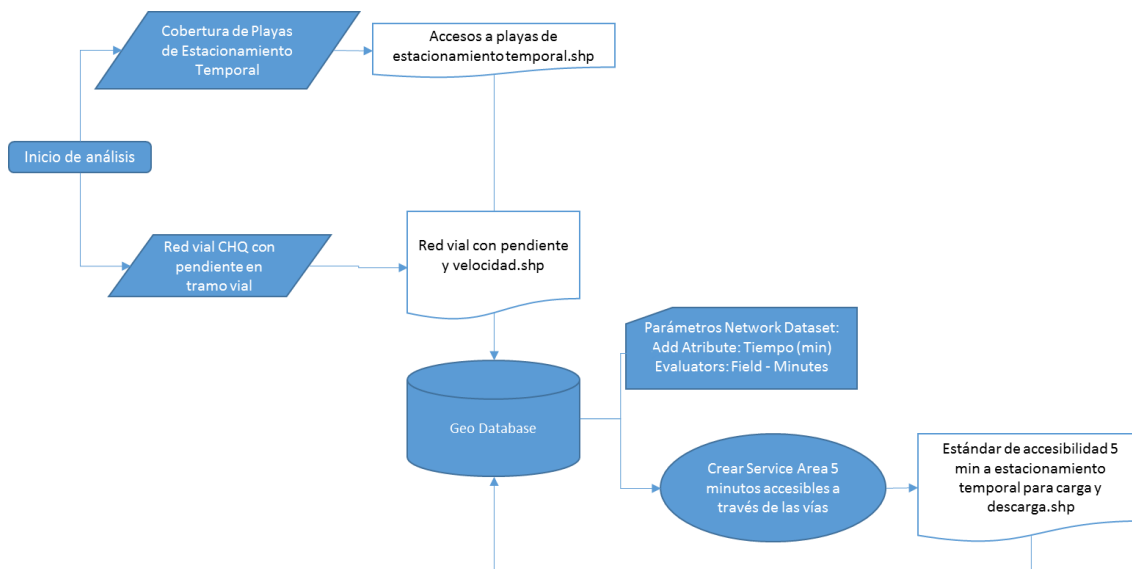 Cobertura de Playas
de Estacionamiento
Temporal
Accesos a playas de
estacionamiento temporal.shp
Inicio de análisis
Red vial CHQ con
pendiente en
tramo vial
Red vial con pendiente
y velocidad.shp
Parámetros Network Dataset:
Add Atribute: Tiempo (min)
Evaluators: Field - Minutes
Geo Database
Crear Service Area 5
minutos accesibles a
través de las vías
Estándar de accesibilidad 5
min a estacionamiento
temporal para carga y
descarga.shp